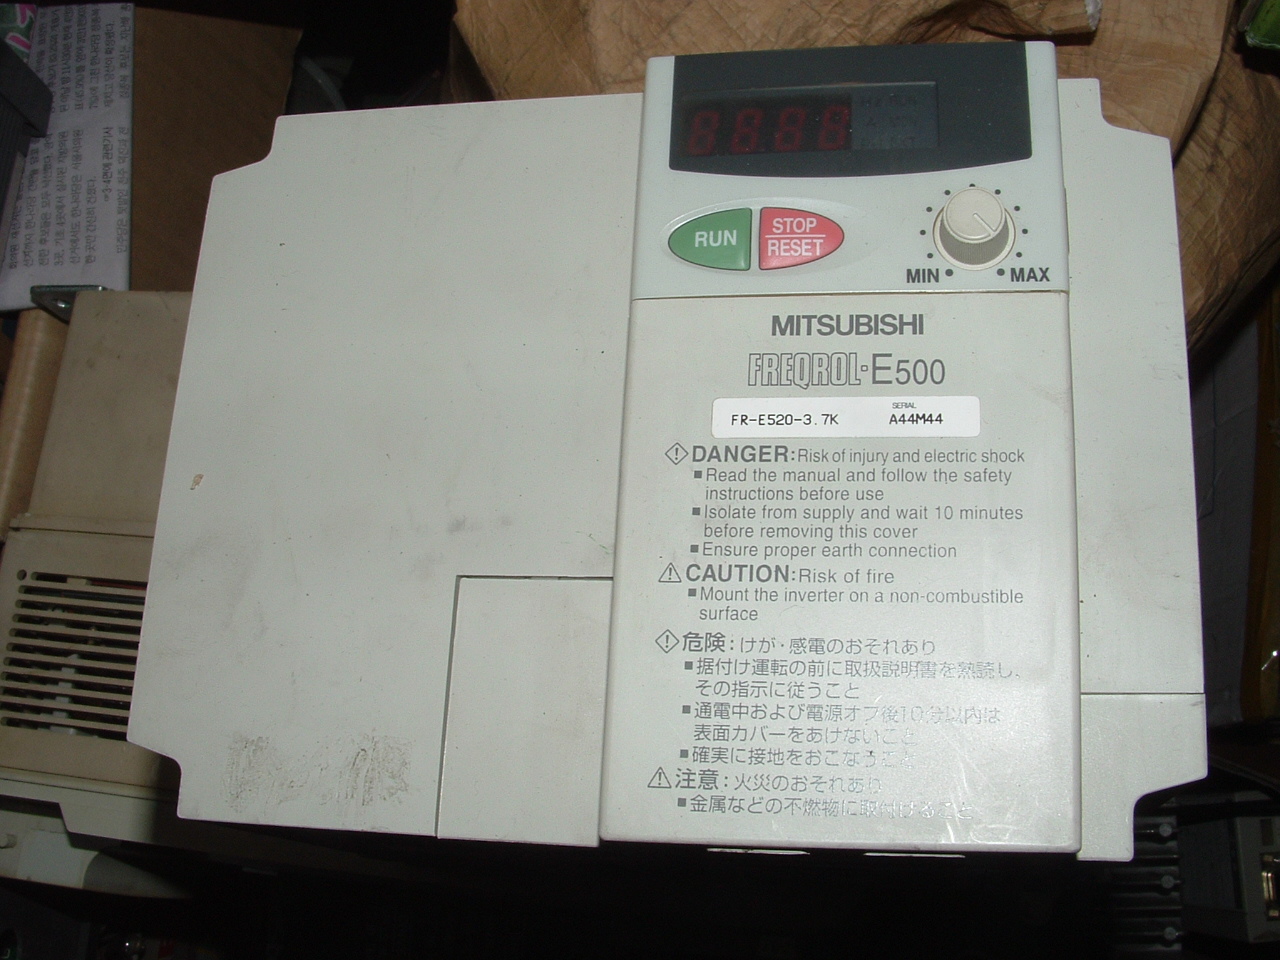 RUN
STOP
RESET
MIN
MAX
MITSUBISHI
FREQROL-E500
SERIAL
FR-E520-3.7K A44M44
DANGER: Risk of injury and electric shock
■ Read the manual and follow the safety
instructions before use
■ Isolate from supply and wait 10 minutes
before removing this cover
■ Ensure proper earth connection
CAUTION: Risk of fire
■ Mount the inverter on a non-combustible
surface
危険：けが・感電のおそれあり
■ 据付け運転の前に取扱説明書を熟読し、
その指示に従うこと
■ 通電中および電源オフ後10分以内は
表面カバーをあけないこと
■ 確実に接地をおこなうこと
注意：火災のおそれあり
■ 金属などの不燃物に取付けること